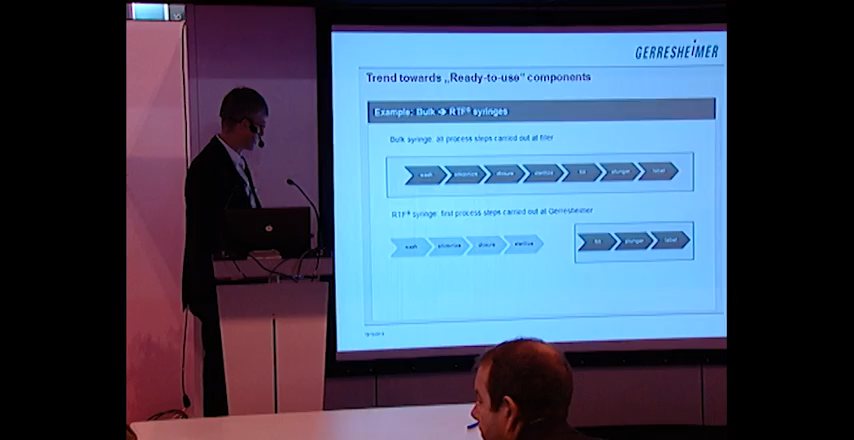 GERRESHEIMER
Trend towards „Ready-to-use" components
Example: Bulk ➔ RTF® syringes
Bulk syringe: all process steps carried out at filler
wash siliconize closure sterilize fill plunger label
RTF® syringe: first process steps carried out at Gerresheimer
wash siliconize closure sterilize fill plunger label